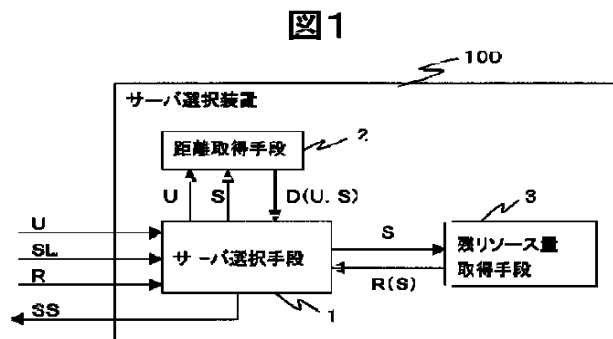 図1
100
サーバ選択装置
距離取得手段
2
U
S
D(U. S)
U
SL
R
SS
サーバ選択手段
1
S
R(S)
3
残リソース量
取得手段